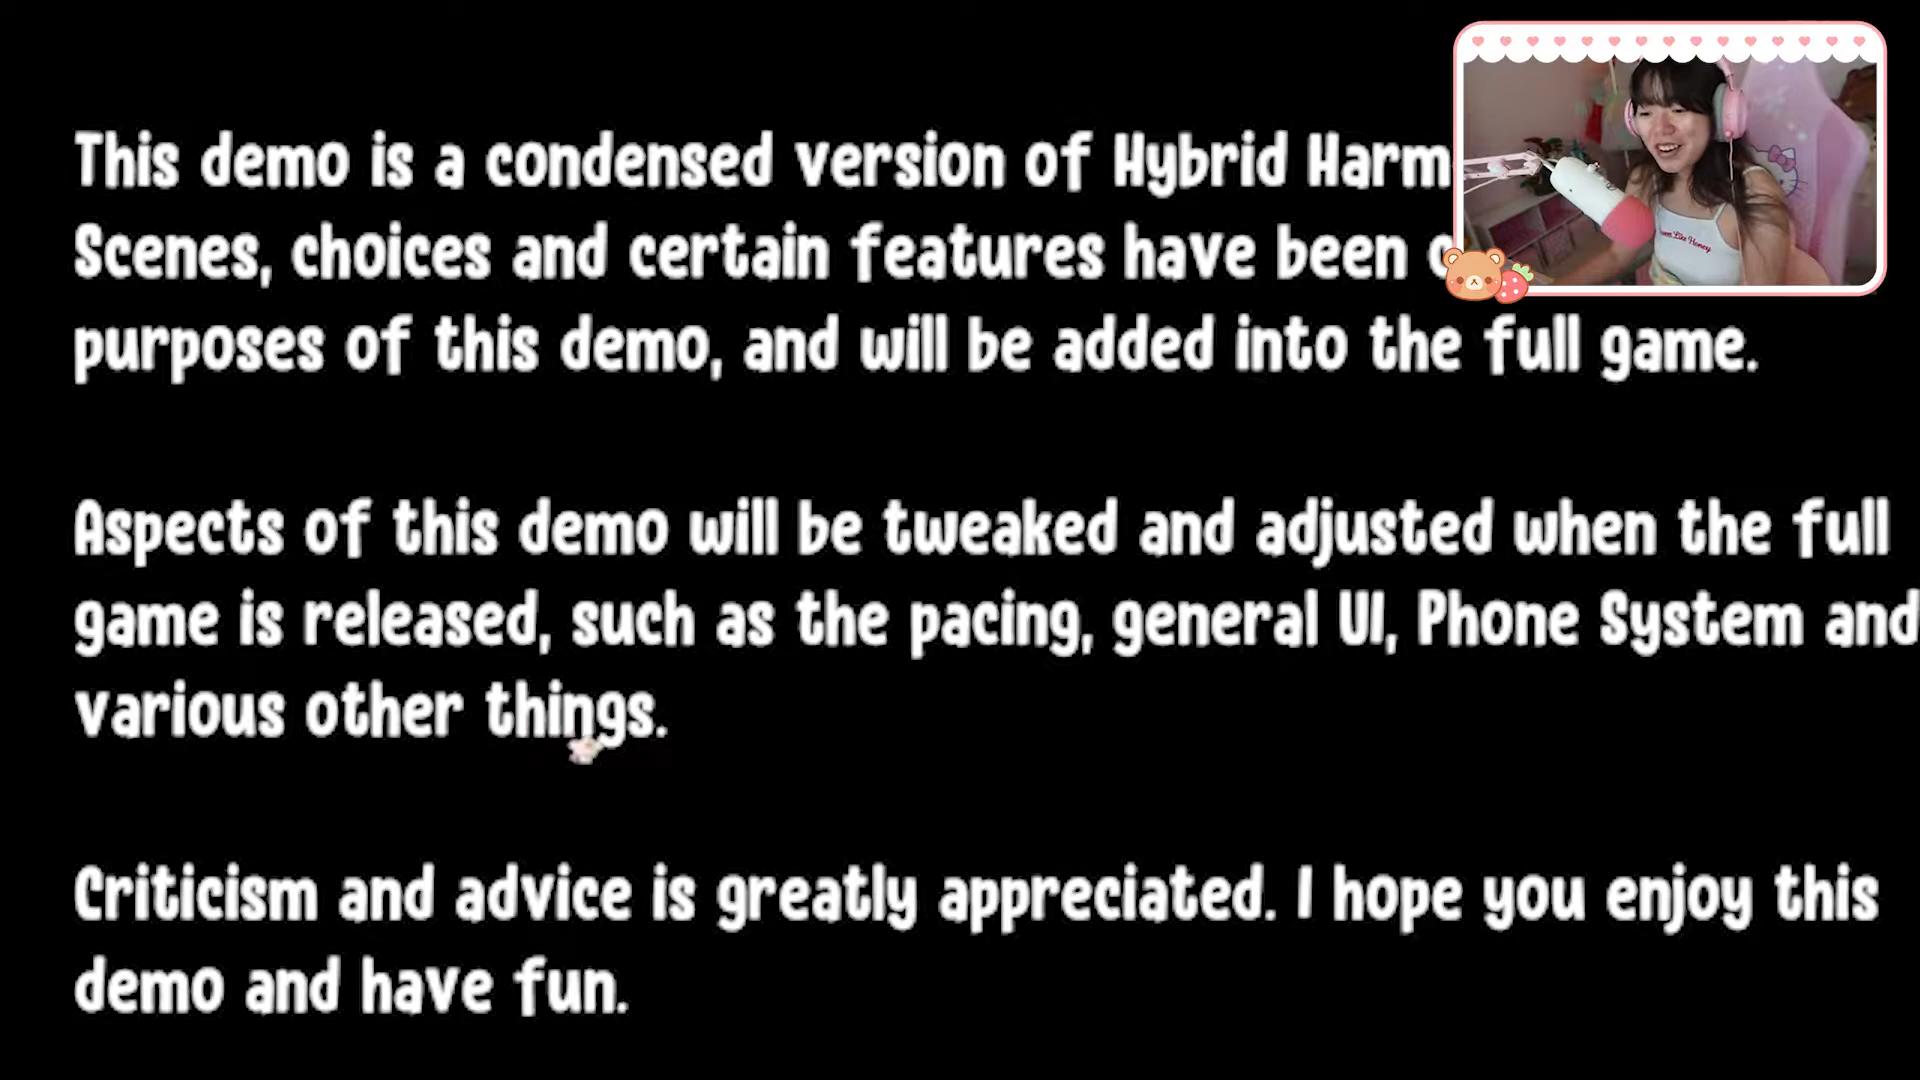 This demo is a condensed version of Hybrid Harm
Scenes, choices and certain features have been
purposes of this demo, and will be added into the full game.
Aspects of this demo will be tweaked and adjusted when the full
game is released, such as the pacing, general UI, Phone System and
various other things.
Criticism and advice is greatly appreciated. I hope you enjoy this
demo and have fun.